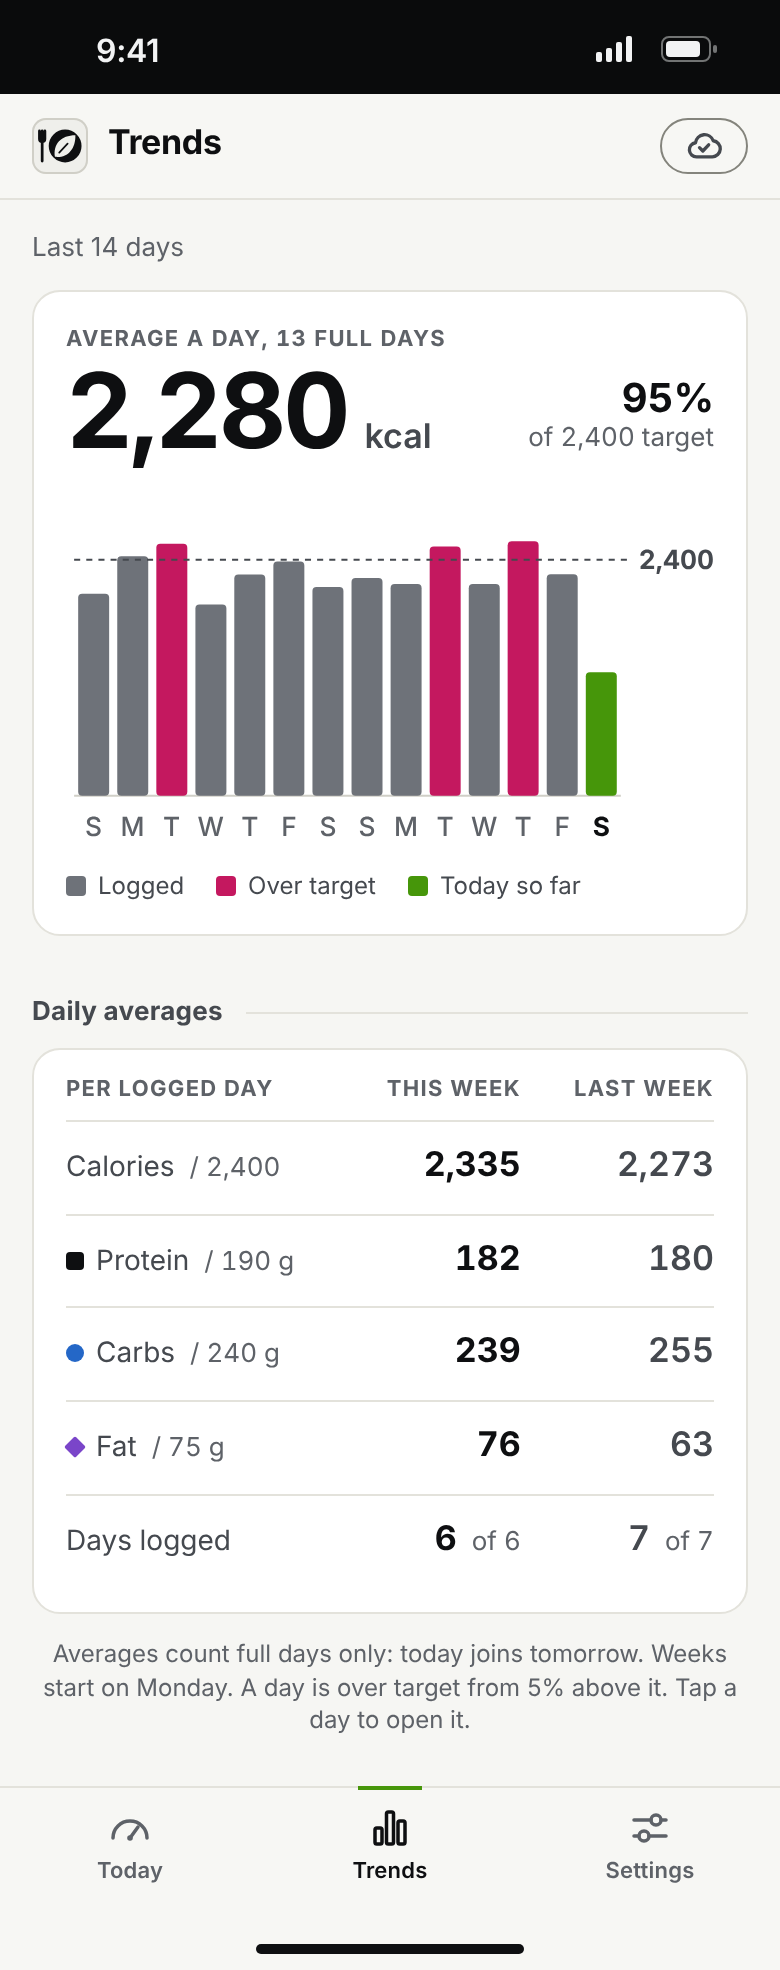 9:41
Trends
Last 14 days
AVERAGE A DAY, 13 FULL DAYS
2,280 kcal
95%
of 2,400 target
2,400
S M T W T F S S M T W T F S
Logged Over target Today so far
Daily averages
PER LOGGED DAY THIS WEEK LAST WEEK
Calories / 2,400 2,335 2,273
Protein / 190 g 182 180
Carbs / 240 g 239 255
Fat / 75 g 76 63
Days logged 6 of 6 7 of 7
Averages count full days only: today joins tomorrow. Weeks
start on Monday. A day is over target from 5% above it. Tap a
day to open it.
Today Trends Settings